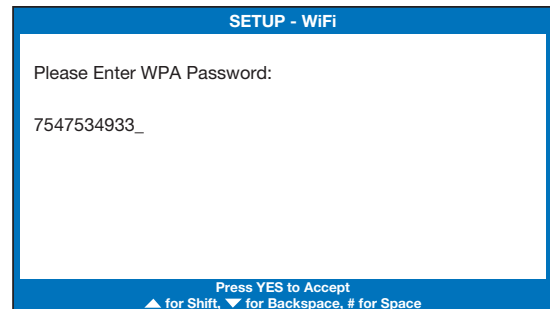 SETUP - WiFi
Please Enter WPA Password:
7547534933_
Press YES to Accept
▲ for Shift, ▼ for Backspace, # for Space